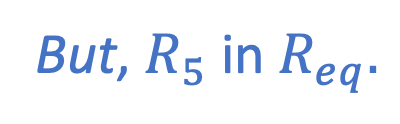 But, R₅ in Rₑq.